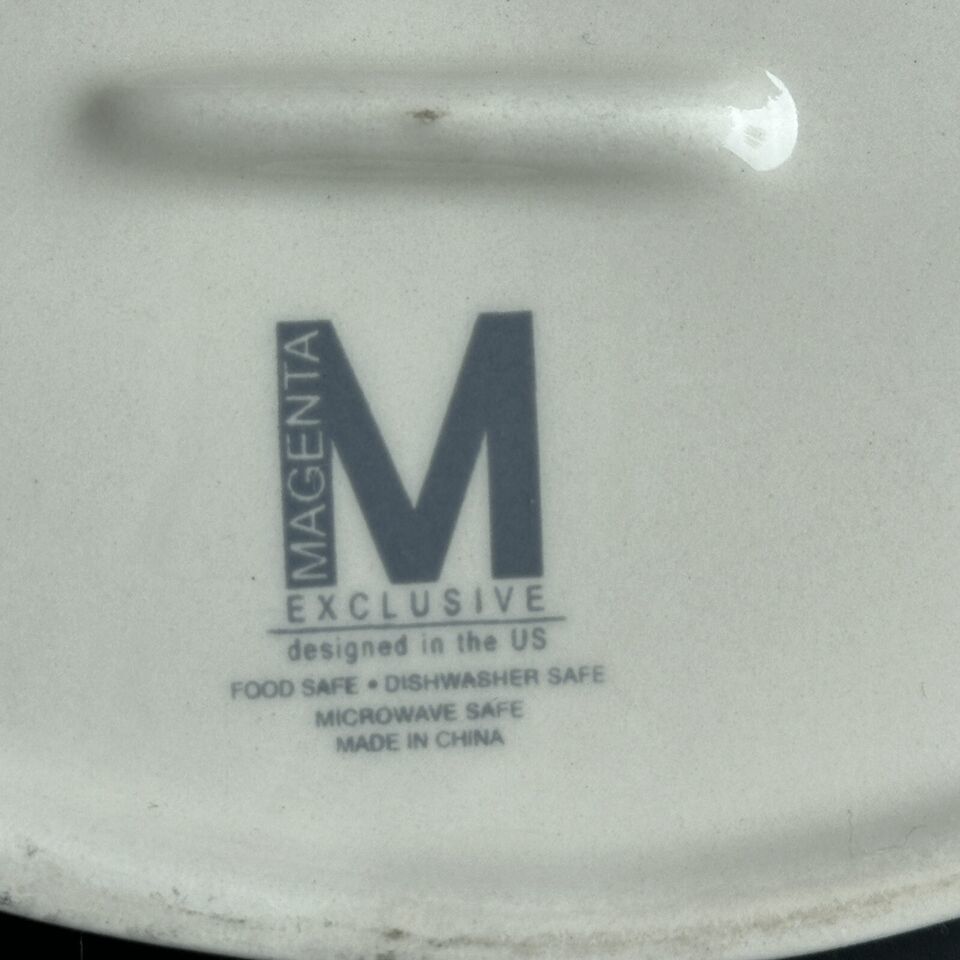 M
MAGENTA
EXCLUSIVE
designed in the US
FOOD SAFE • DISHWASHER SAFE
MICROWAVE SAFE
MADE IN CHINA